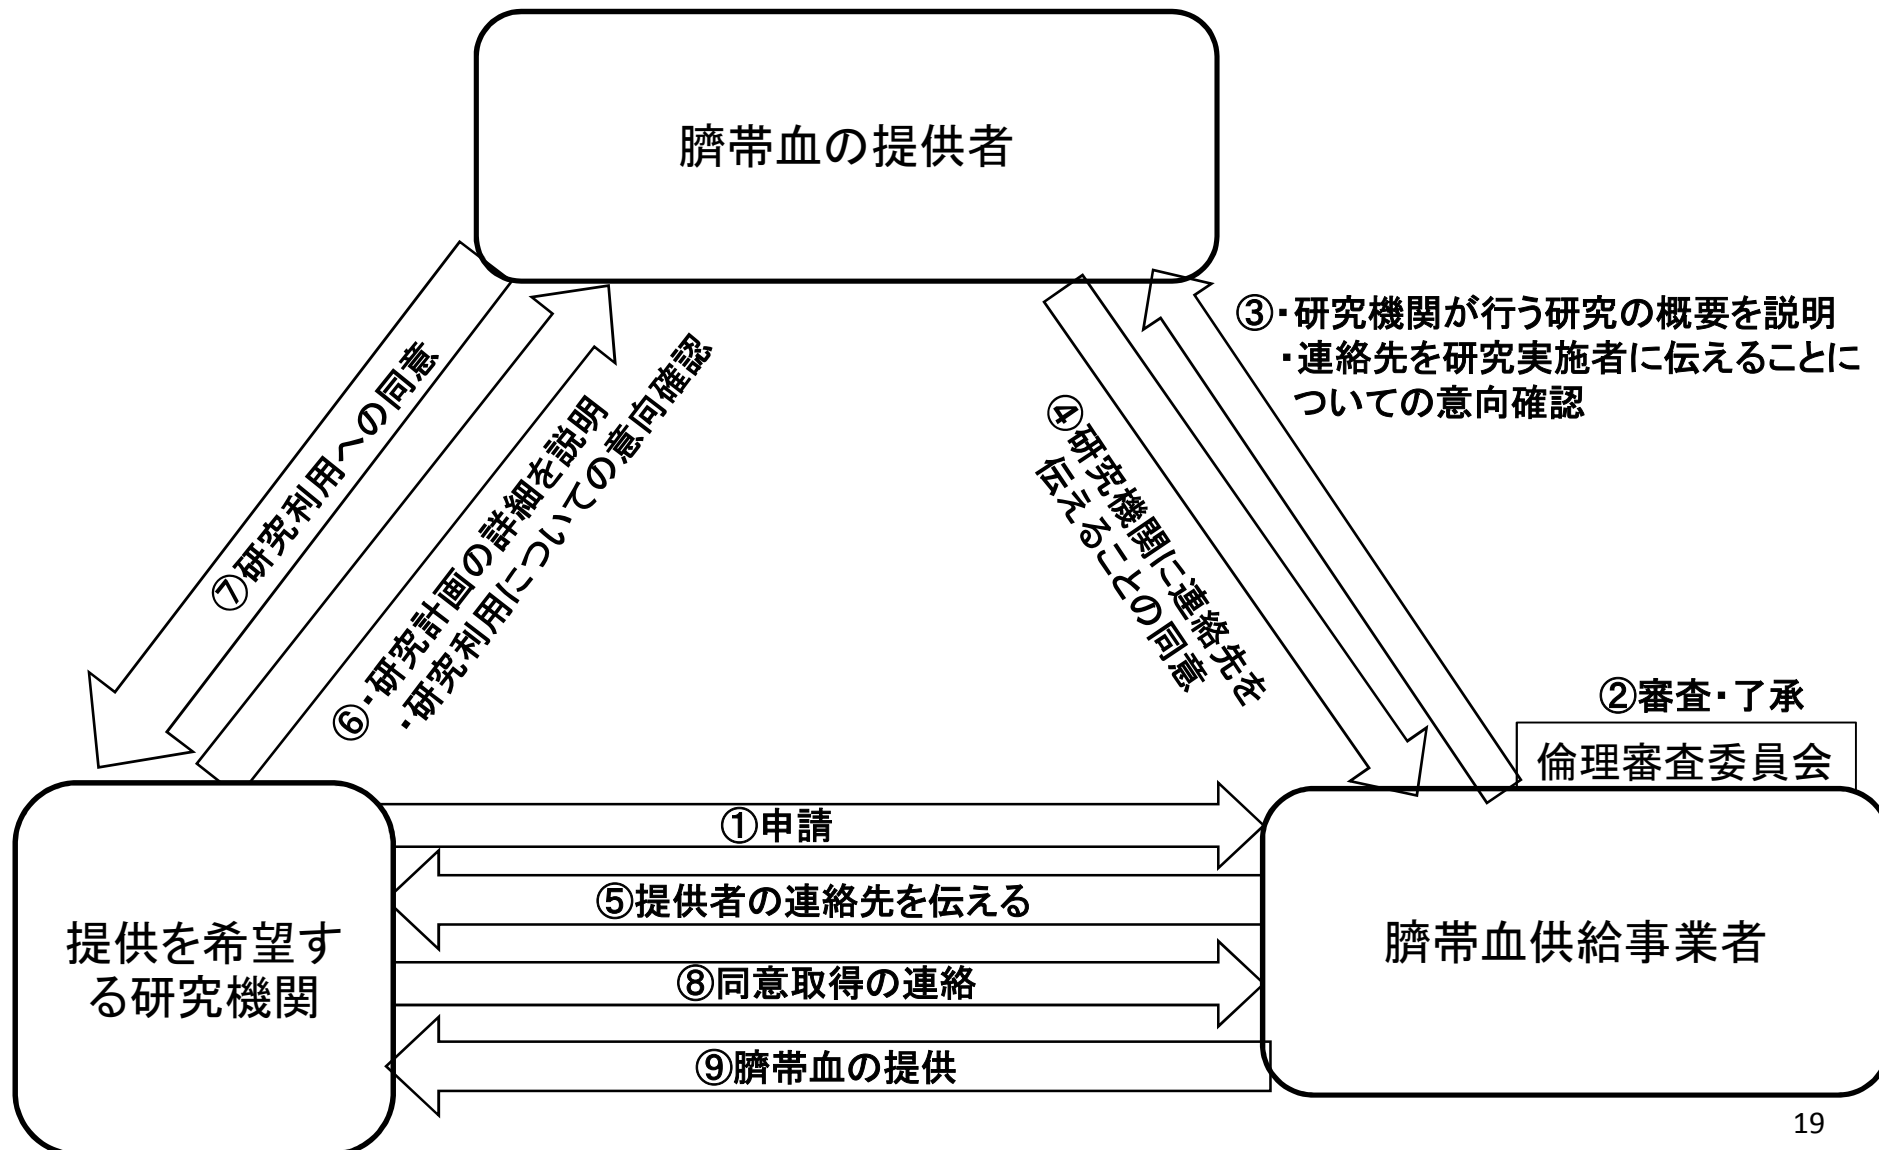 臍帯血の提供者
③・研究機関が行う研究の概要を説明
・連絡先を研究実施者に伝えることに
ついての意向確認
④研究機関に連絡先を
伝えることの同意
⑦研究利用への同意
⑥・研究計画の詳細を説明
・研究利用についての意向確認
②審査・了承
倫理審査委員会
①申請
⑤提供者の連絡先を伝える
⑧同意取得の連絡
⑨臍帯血の提供
提供を希望す
る研究機関
臍帯血供給事業者
19